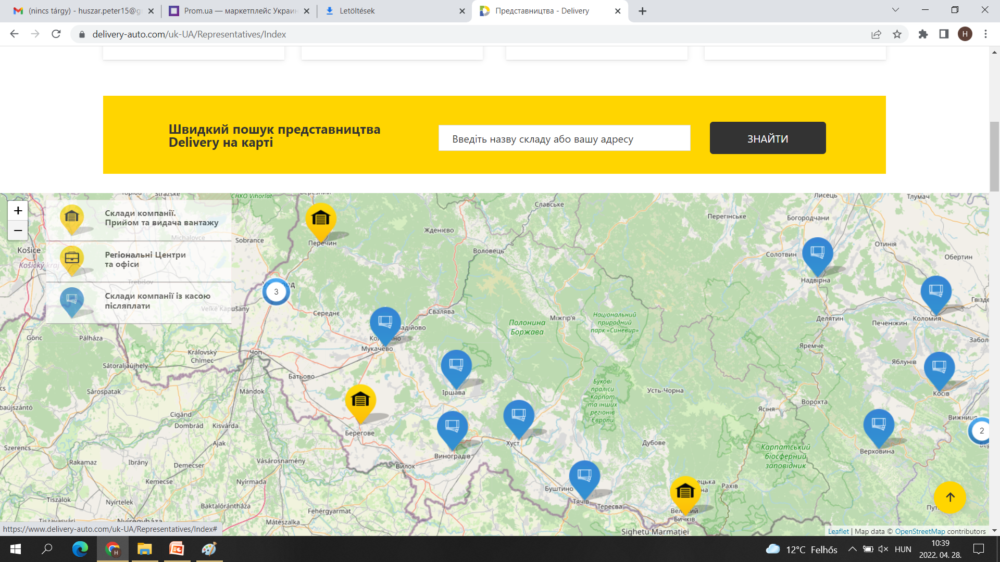 (nincs tárgy) - huszar.peter15@g
Prom.ua — маркетплейс Украин
Letöltések
Представництва - Delivery
delivery-auto.com/uk-UA/Representatives/Index
H
Швидкий пошук представництва
Delivery на карті
Введіть назву складу або вашу адресу
ЗНАЙТИ
+
−
Склади компанії.
Прийом та видача вантажу
Регіональні Центри
та офіси
Склади компанії із касою
післяплати
CHKO Vihorlat
Славське
Лисець
Тлумач
Перегінське
Богородчани
Жденієво
Michalovce
Sobrance
Перечин
Košice
Воловець
Отинія
Солотвин
Обертин
Košický kraj
Trebišov
3
Надвірна
Гвізде
Veľké Kapušany
Середнє
Свалява
Міжгір'я
Полонина
Боржава
Національний
природний
парк «Синевир»
Делятин
Коломия
Печеніжин
Gönc
Pálháza
Мукачево
Забол
Яремче
Kráľovský
Chlmec
Чоп
Яблунів
Sátoraljaújhely
Батьово
Букові
праліси
Карпат
та інших
регіонів
Європи
Sárospatak
Mándok
Іршава
Усть-Чорна
Косів
Ворохта
Ясіня
Cigánd
Dombrád
Kisvárda
Вижниц
2
Берегове
Ajak
Хуст
Дубове
Карпатський
біосферний
заповідник
Szerencs
Верховина
Виноградів
Rakamaz
Ibrány
Demecser
Vásárosnamény
Вилок
Kemecse
Nyírmada
Буштино
Рахів
Tiszalök
Nyírtelek
Baktalórántháza
Тячів
Тересва
Fehérgyarmat
Великий
Бичків
Mátészalka
Sighetu Marmației
https://www.delivery-auto.com/uk-UA/Representatives/Index#
Leaflet | Map data © OpenStreetMap contributors
12°C Felhős
HUN
10:39
2022. 04. 28.